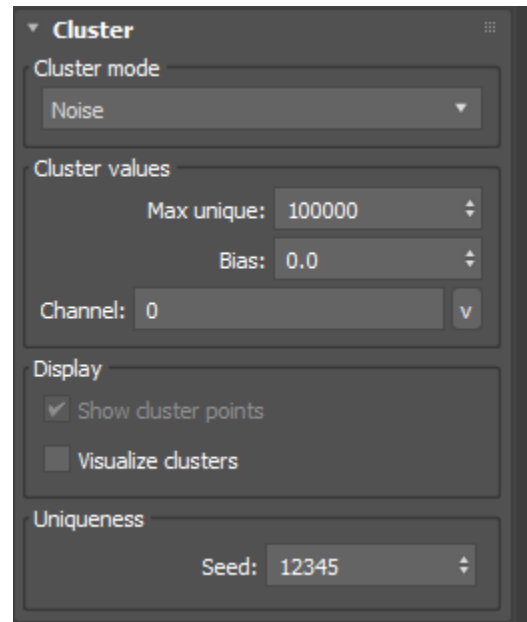 Cluster
Cluster mode
Noise
Cluster values
Max unique: 100000
Bias: 0.0
Channel: 0 v
Display
Show cluster points
Visualize clusters
Uniqueness
Seed: 12345